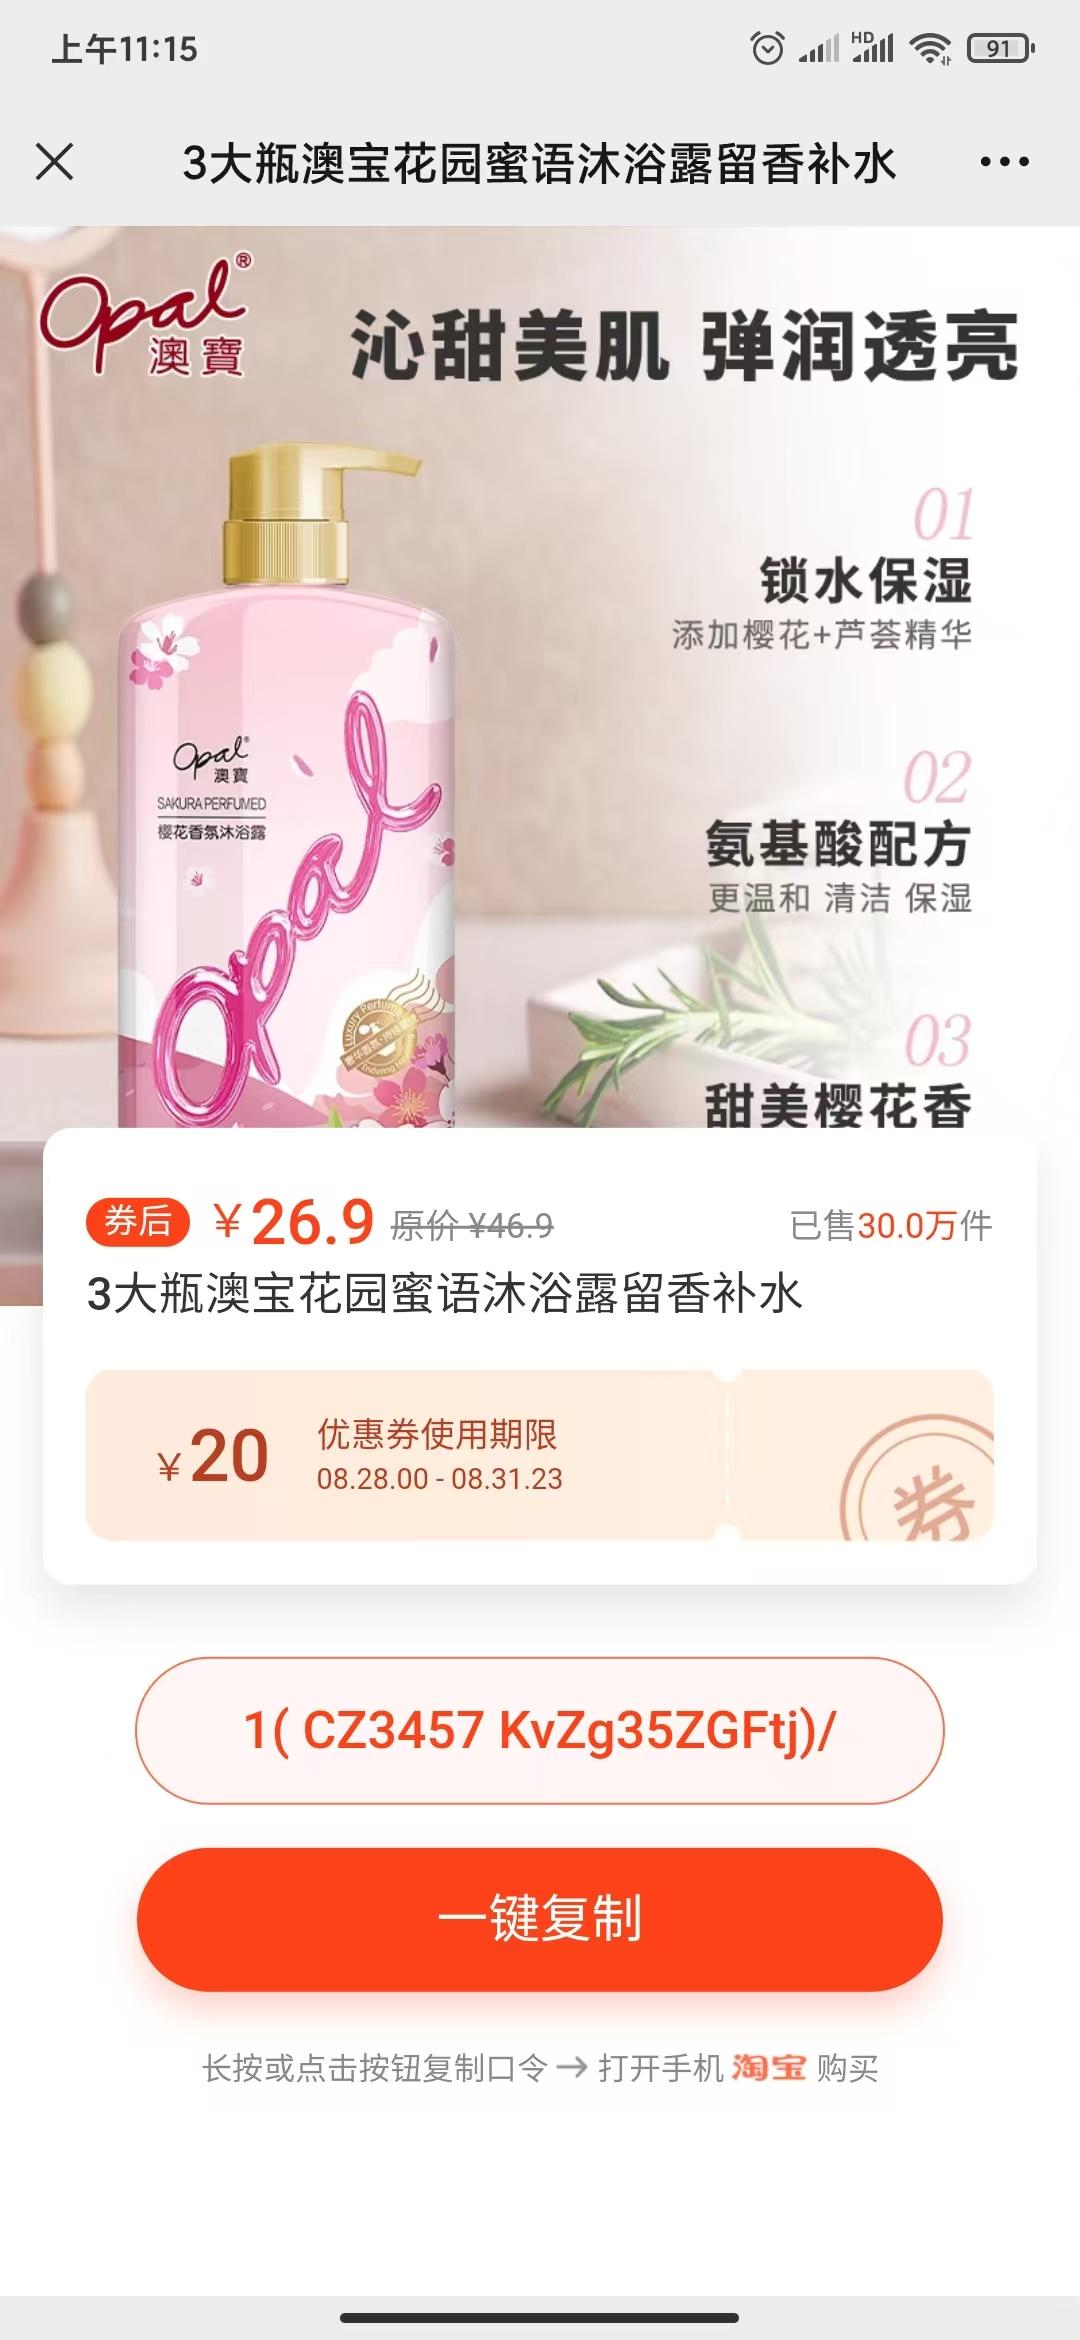 上午11:15
HD
91
3大瓶澳宝花园蜜语沐浴露留香补水
Opal®
澳寶
沁甜美肌 弹润透亮
01
锁水保湿
添加樱花+芦荟精华
02
氨基酸配方
更温和 清洁 保湿
03
甜美樱花香
Opal
澳寶
SAKURA PERFUMED
樱花香氛沐浴露
Opal
Luxury Perfume
券后 ￥26.9 原价 ¥46.9 已售30.0万件
3大瓶澳宝花园蜜语沐浴露留香补水
￥20
优惠券使用期限
08.28.00 - 08.31.23
券
1( CZ3457 KvZg35ZGFtj)/
一键复制
长按或点击按钮复制口令→打开手机 淘宝 购买